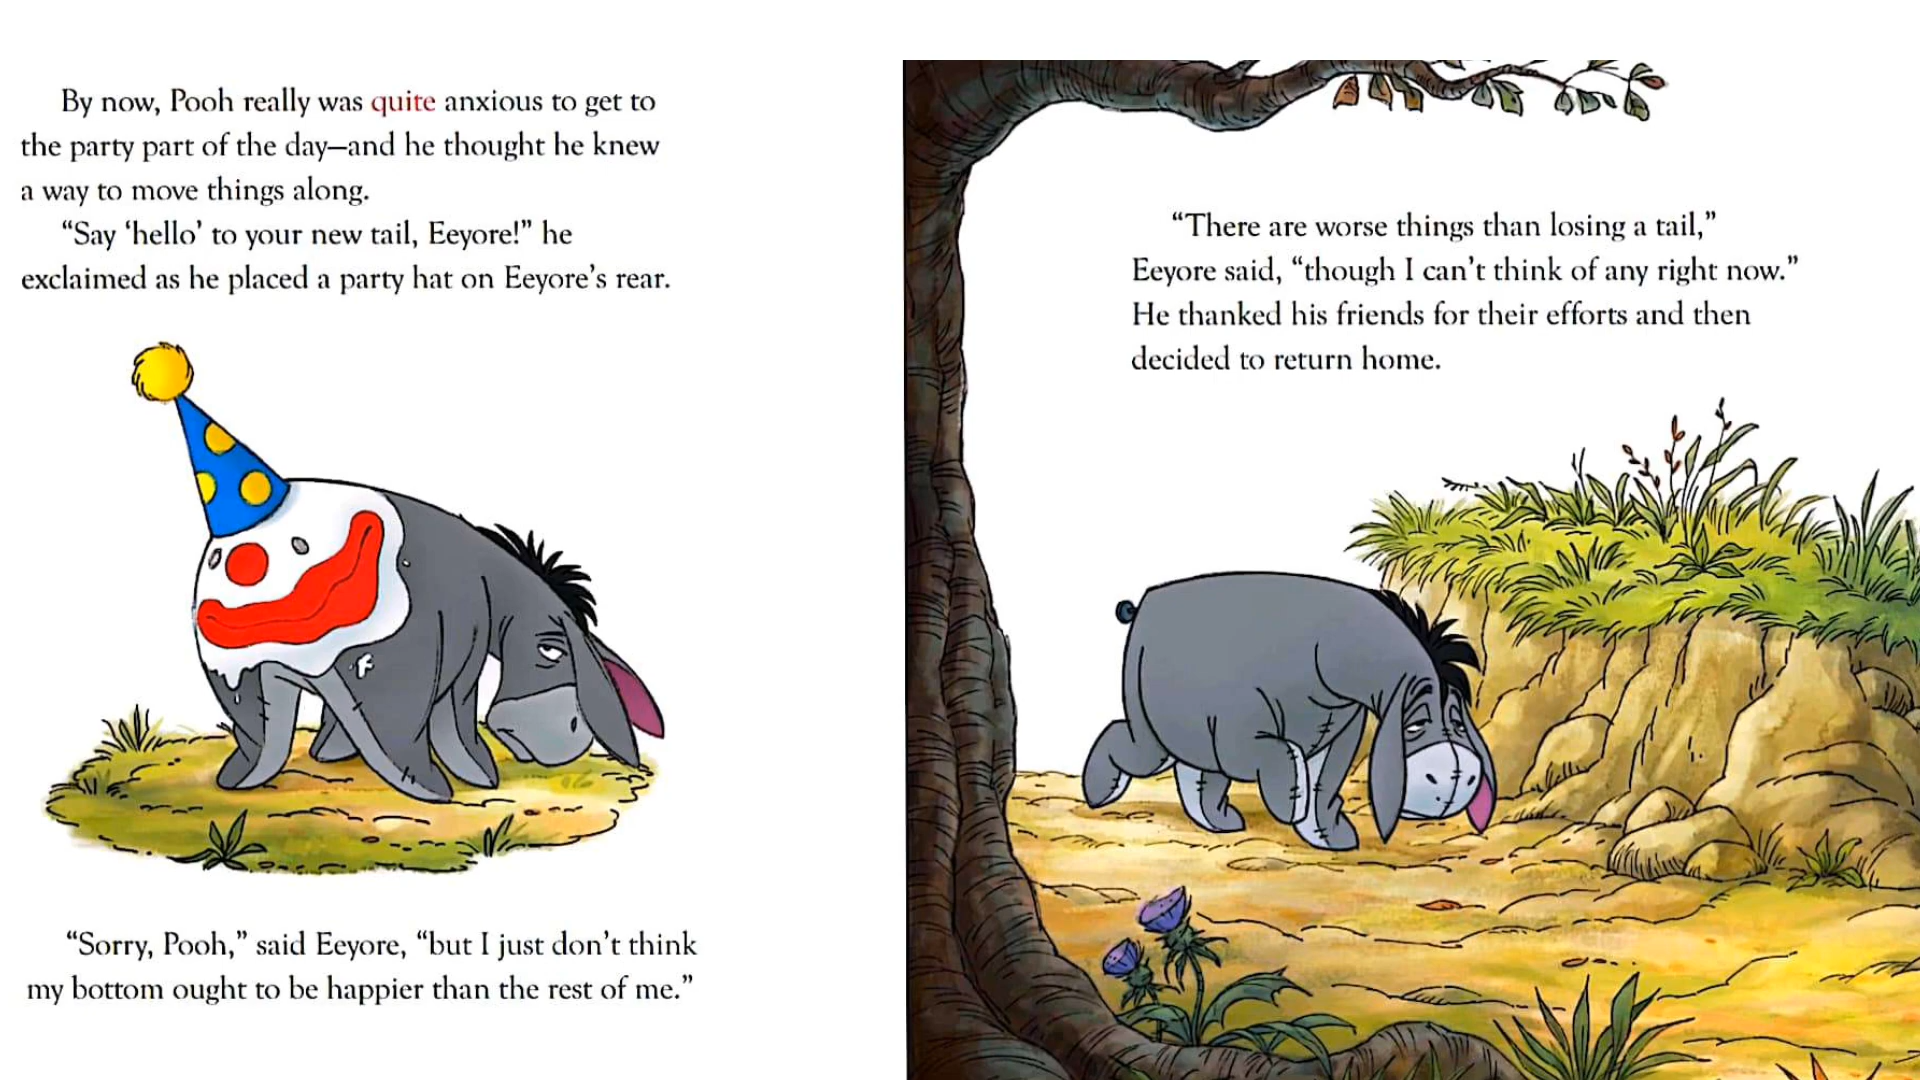 By now, Pooh really was quite anxious to get to
the party part of the day—and he thought he knew
a way to move things along.
“Say ‘hello’ to your new tail, Eeyore!” he
exclaimed as he placed a party hat on Eeyore’s rear.
“Sorry, Pooh,” said Eeyore, “but I just don’t think
my bottom ought to be happier than the rest of me.”
“There are worse things than losing a tail,”
Eeyore said, “though I can’t think of any right now.”
He thanked his friends for their efforts and then
decided to return home.